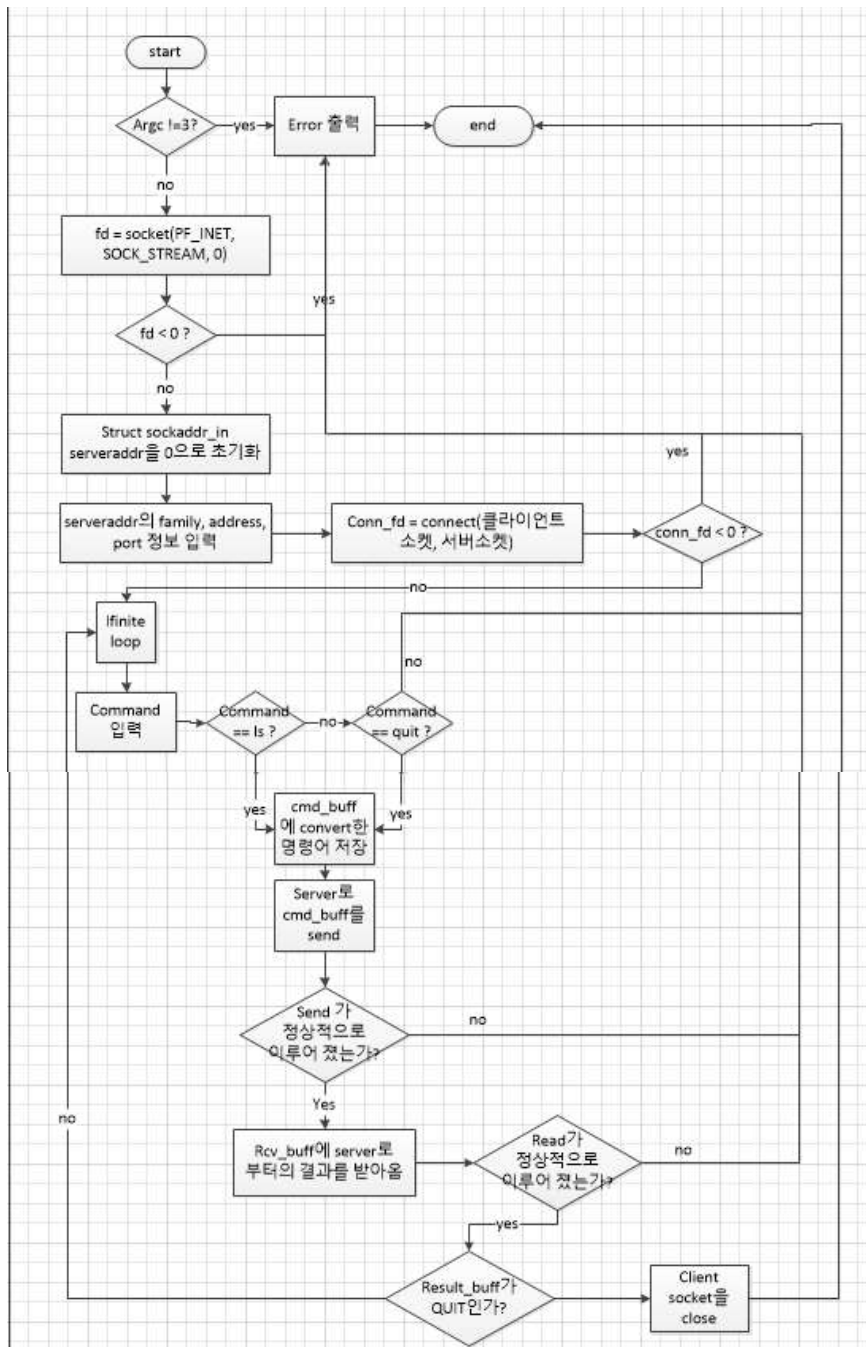 start
Argc !=3?
yes
Error 출력
end
no
fd = socket(PF_INET,
SOCK_STREAM, 0)
yes
fd < 0 ?
no
Struct sockaddr_in
serveraddr을 0으로 초기화
yes
serveraddr의 family, address,
port 정보 입력
Conn_fd = connect(클라이언트
소켓, 서버소켓)
conn_fd < 0 ?
no
Ifinite
loop
no
Command
입력
Command
== ls ?
no
Command
== quit ?
yes
cmd_buff
에 convert한
명령어 저장
yes
Server로
cmd_buff를
send
Send 가
정상적으로
이루어 졌는가?
no
Yes
no
Rcv_buff에 server로
부터의 결과를 받아옴
Read가
정상적으로
이루어 졌는가?
no
yes
Result_buff가
QUIT인가?
Client
socket을
close